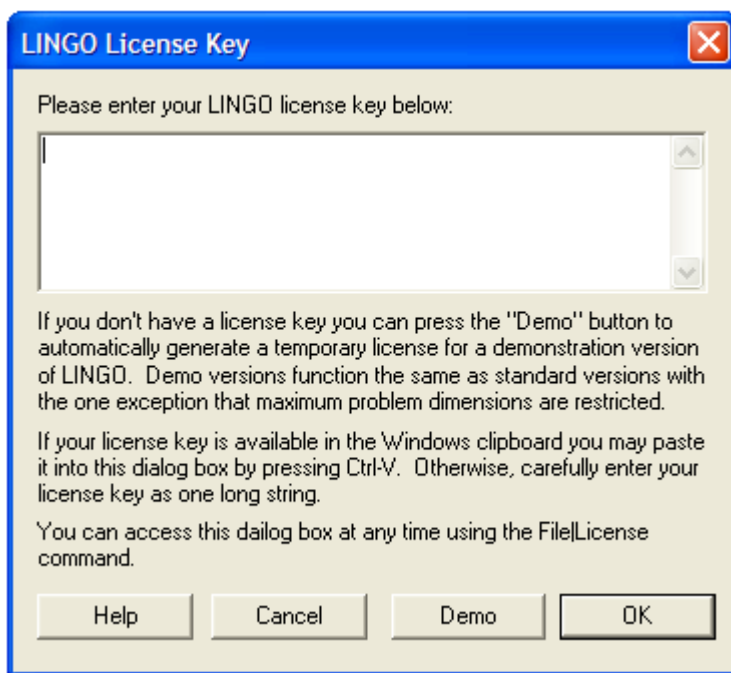 LINGO License Key
Please enter your LINGO license key below:
If you don't have a license key you can press the "Demo" button to
automatically generate a temporary license for a demonstration version
of LINGO.  Demo versions function the same as standard versions with
the one exception that maximum problem dimensions are restricted.
If your license key is available in the Windows clipboard you may paste
it into this dialog box by pressing Ctrl-V.  Otherwise, carefully enter your
license key as one long string.
You can access this dailog box at any time using the File|License
command.
Help Cancel Demo OK